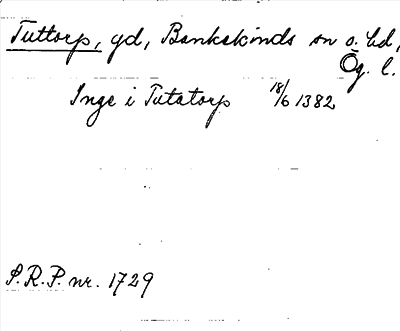 Tuttorp, gd, Bankekinds sn o. hd,
Ög. l.
Inge i Tutatorp 18/6 1382
S.R.P. nr. 1729